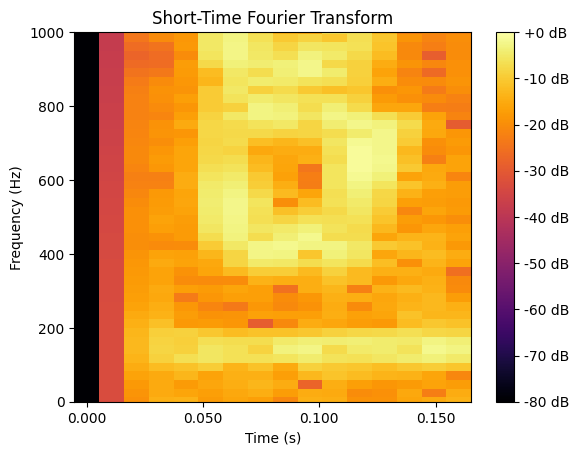 Short-Time Fourier Transform
Frequency (Hz)
1000
800
600
400
200
0
0.000
0.050
0.100
0.150
Time (s)
+0 dB
-10 dB
-20 dB
-30 dB
-40 dB
-50 dB
-60 dB
-70 dB
-80 dB